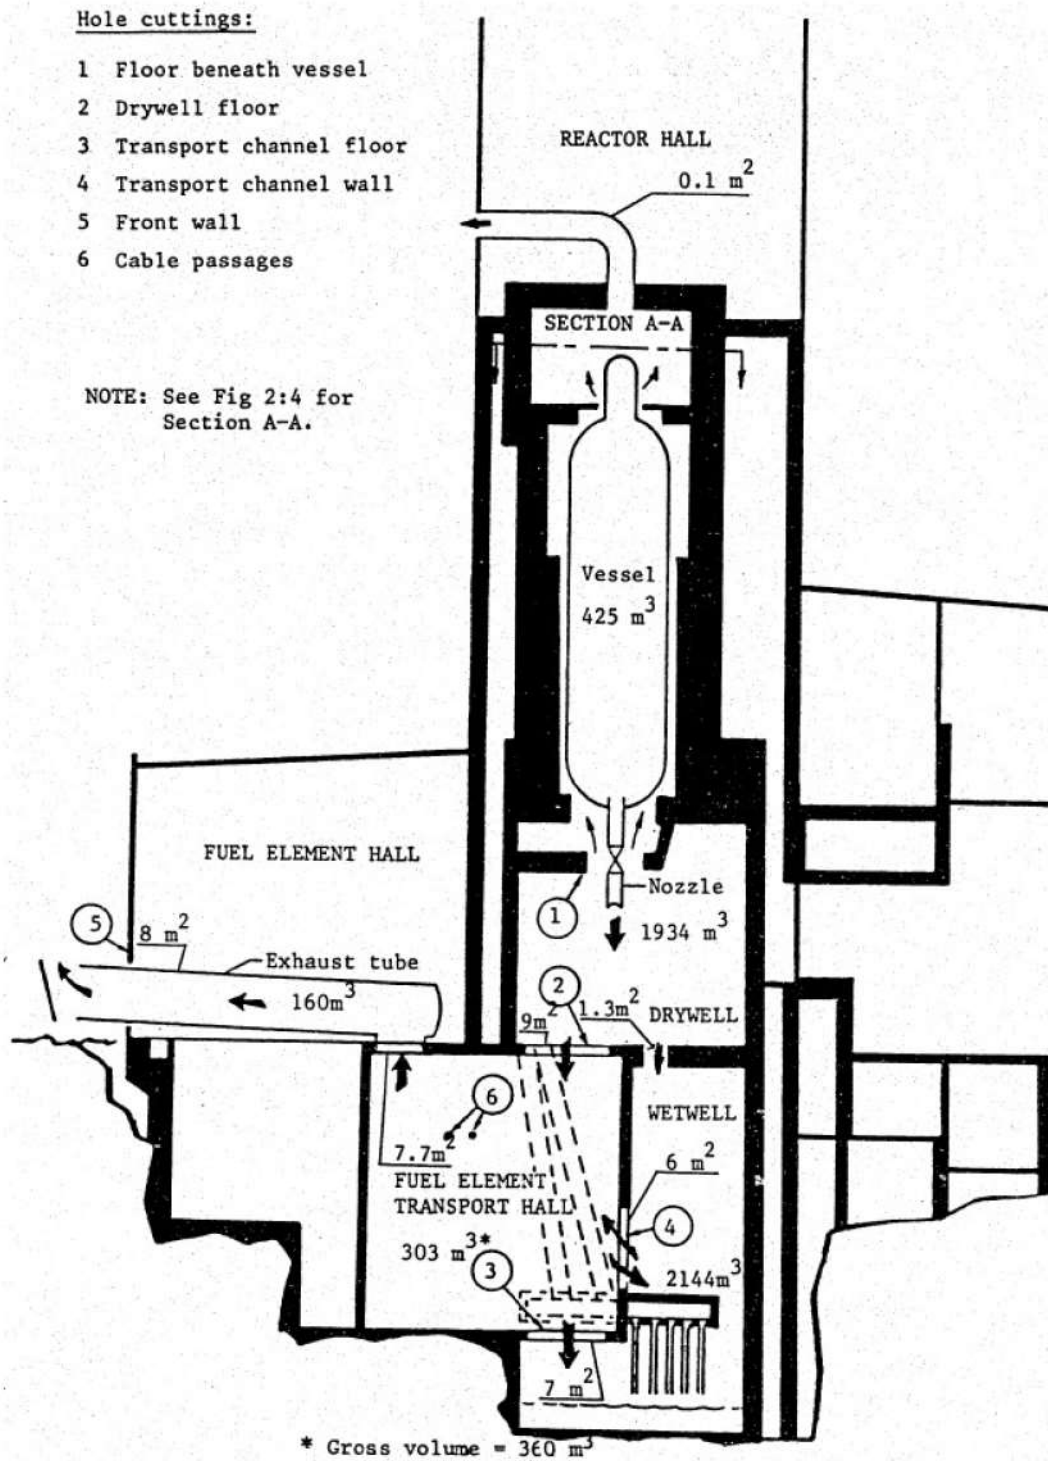 Hole cuttings:
1 Floor beneath vessel
2 Drywell floor
3 Transport channel floor
4 Transport channel wall
5 Front wall
6 Cable passages
NOTE: See Fig 2:4 for
Section A-A.
REACTOR HALL
0.1 m²
SECTION A-A
Vessel
425 m³
FUEL ELEMENT HALL
Nozzle
1
1934 m³
5
8 m²
Exhaust tube
160m³
2
9m²
1.3m²
DRYWELL
6
WETWELL
7.7m²
6 m²
FUEL ELEMENT
TRANSPORT HALL
4
303 m³*
3
2144m³
7 m²
* Gross volume = 360 m³